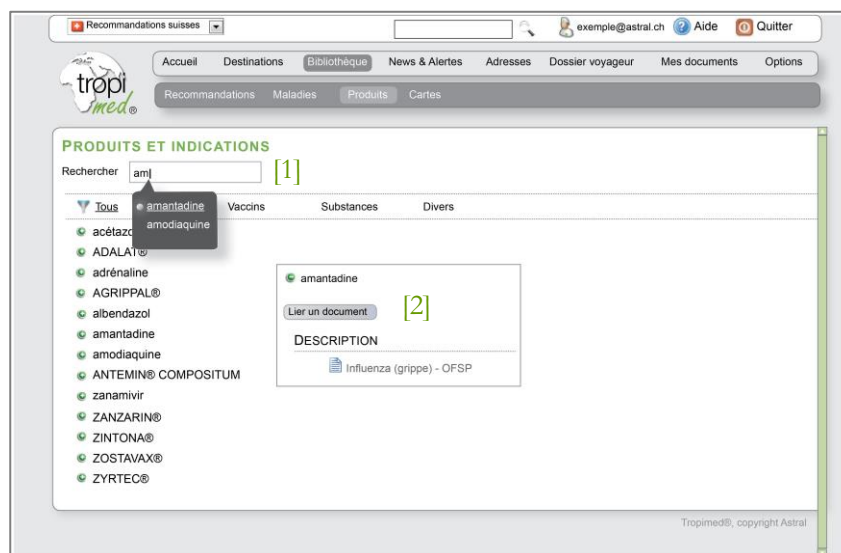 Recommandations suisses exemple@astral.ch Aide Quitter
tropi med®
Accueil Destinations Bibliothèque News & Alertes Adresses Dossier voyageur Mes documents Options
Recommandations Maladies Produits Cartes
PRODUITS ET INDICATIONS
Rechercher am [1]
Tous amantadine Vaccins Substances Divers
amodiaquine
acétazo
ADALAT®
adrénaline
AGRIPPAL®
albendazol
amantadine
amodiaquine
ANTEMIN® COMPOSITUM
zanamivir
ZANZARIN®
ZINTONA®
ZOSTAVAX®
ZYRTEC®
amantadine
Lier un document [2]
DESCRIPTION
Influenza (grippe) - OFSP
Tropimed®, copyright Astral